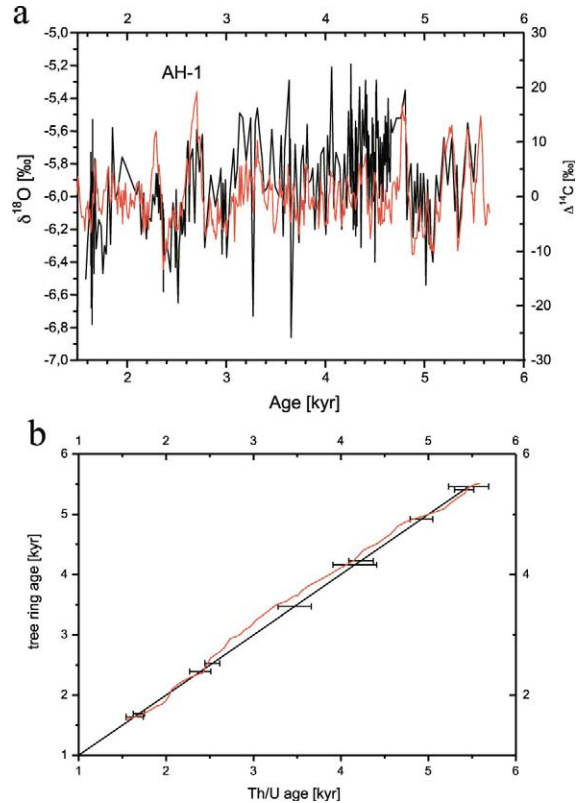 a
2 3 4 5 6
-5,0 30
-5,2
-5,4 AH-1 20
-5,6
-5,8 10
δ¹⁸O [‰] -6,0 0 Δ¹⁴C [‰]
-6,2
-6,4 -10
-6,6
-6,8 -20
-7,0 -30
2 3 4 5 6
Age [kyr]
b
1 2 3 4 5 6
6 6
5 5
4 4
tree ring age [kyr]
3 3
2 2
1
1 2 3 4 5 6
Th/U age [kyr]